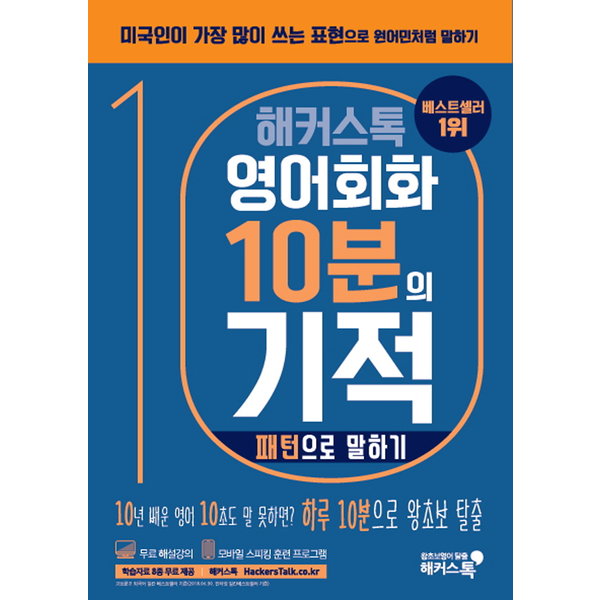 미국인이 가장 많이 쓰는 표현으로 원어민처럼 말하기
10
베스트셀러
1위
해커스톡
영어회화
10분의
기적
패턴으로 말하기
10년 배운 영어 10초도 말 못하면? 하루 10분으로 왕초보 탈출
무료 해설강의 모바일 스피킹 훈련 프로그램
학습자료 8종 무료 제공 | 해커스톡 HackersTalk.co.kr
왕초보영어 탈출
해커스톡